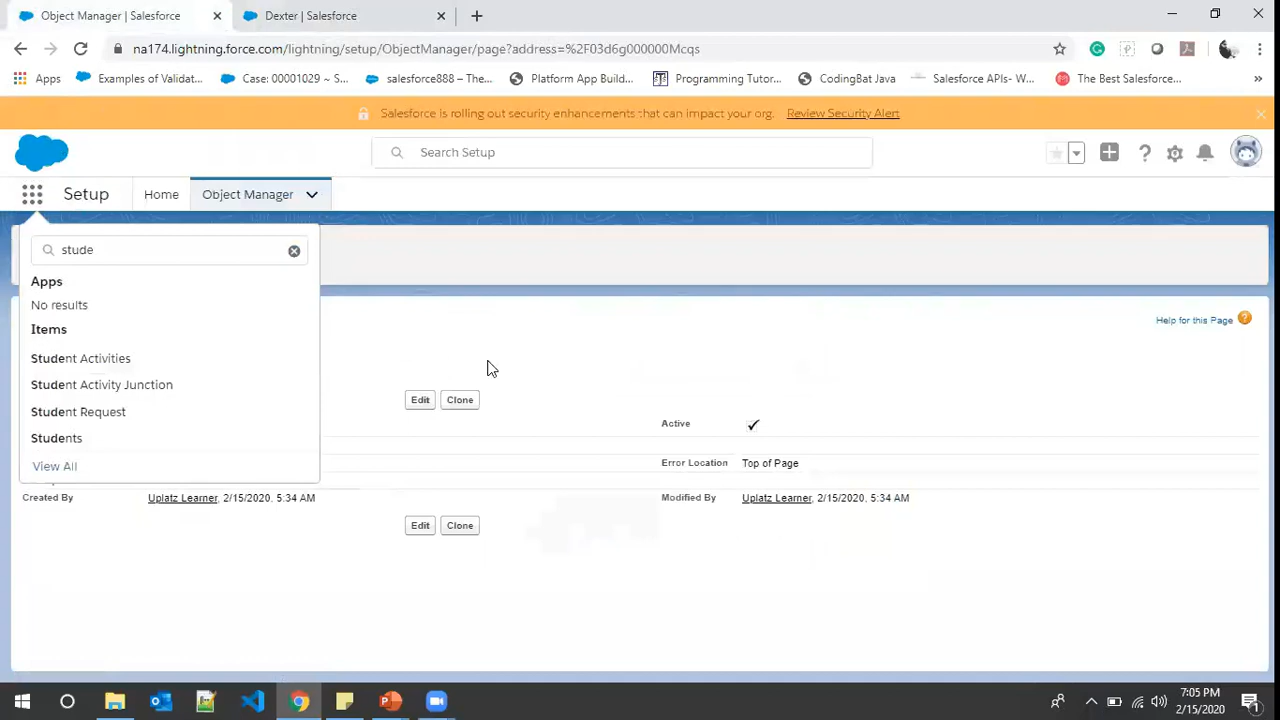 Object Manager | Salesforce
Dexter | Salesforce
na174.lightning.force.com/lightning/setup/ObjectManager/page?address=%2F03d6g000000Mcqs
Apps
Examples of Validat...
Case: 00001029 ~ S...
salesforce888 – The...
Platform App Build...
Programming Tutor...
CodingBat Java
Salesforce APIs- W...
The Best Salesforce...
Salesforce is rolling out security enhancements that can impact your org. Review Security Alert
Search Setup
Setup
Home
Object Manager
stude
Apps
No results
Items
Student Activities
Student Activity Junction
Student Request
Students
View All
Help for this Page
Edit
Clone
Active
Error Location
Top of Page
Created By
Uplatz Learner, 2/15/2020, 5:34 AM
Modified By
Uplatz Learner, 2/15/2020, 5:34 AM
Edit
Clone
7:05 PM
2/15/2020
1